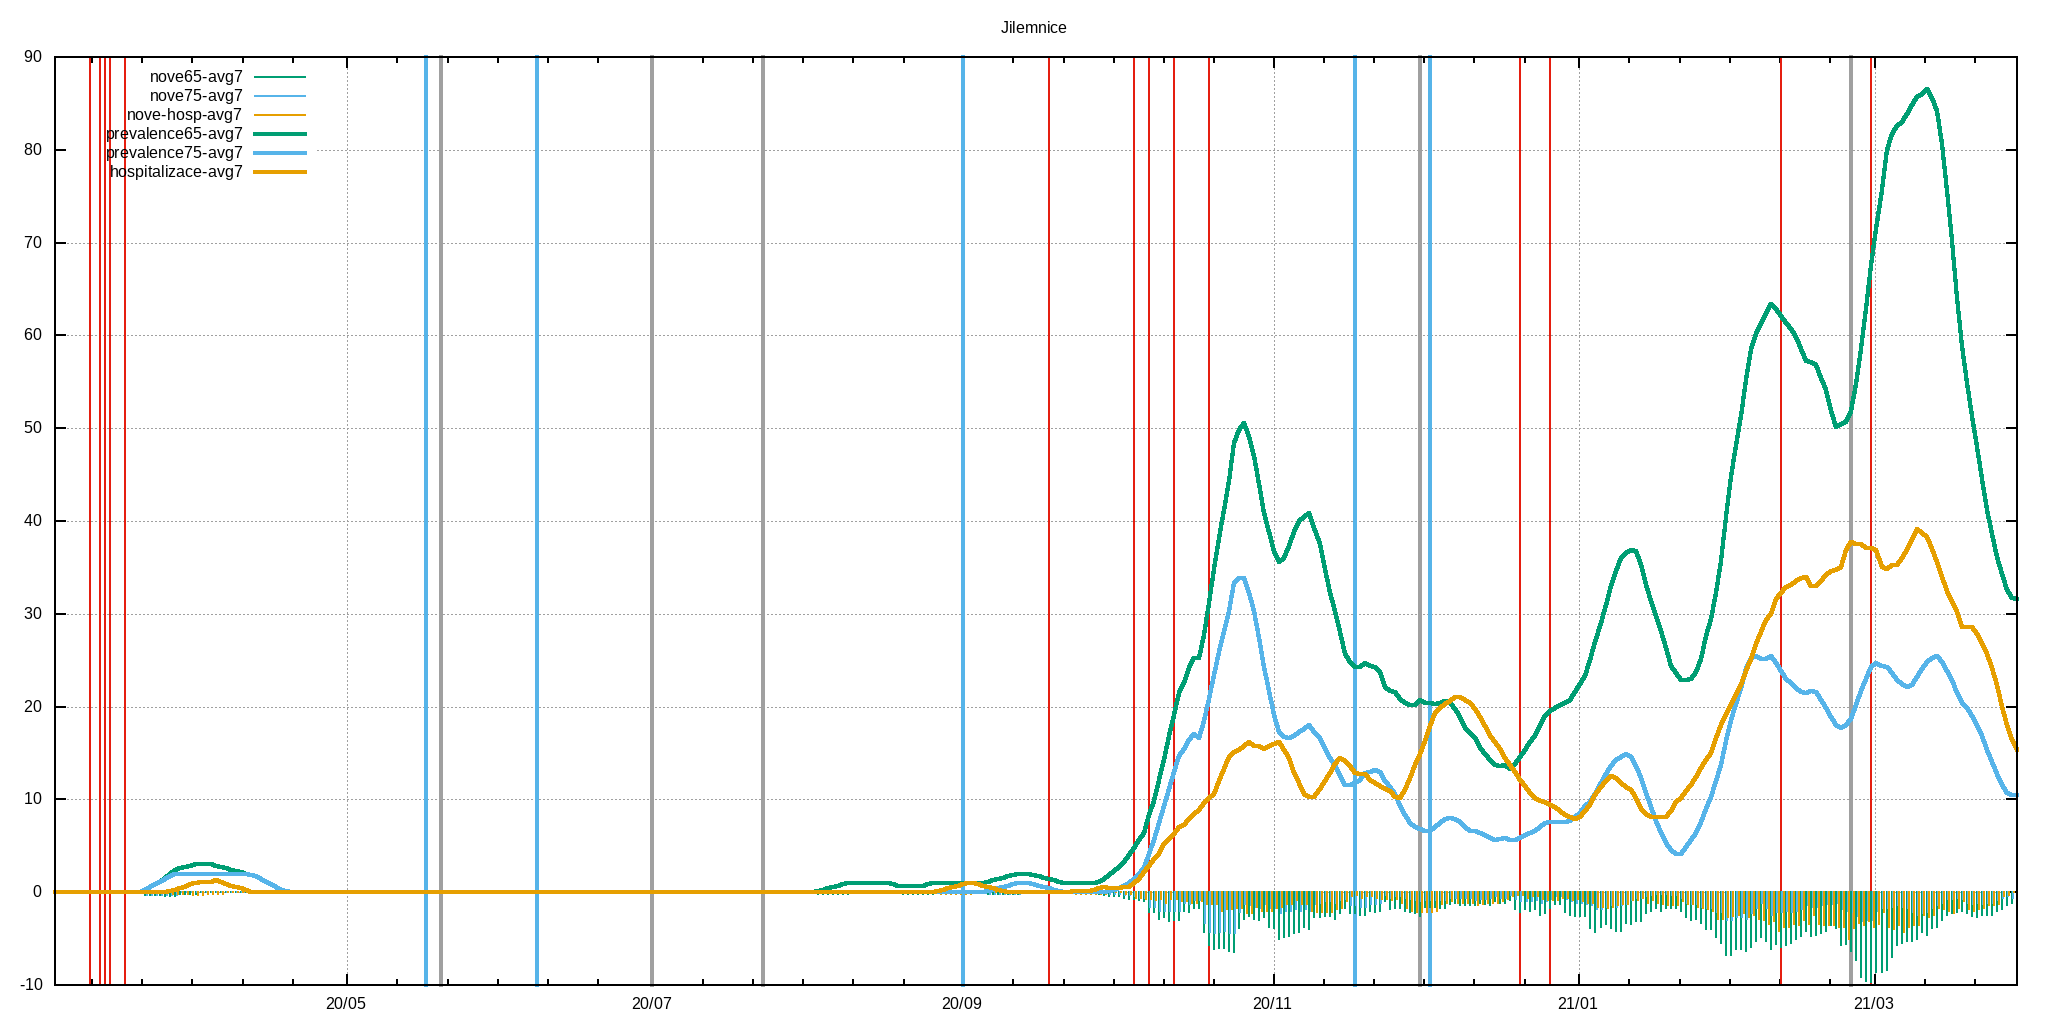 Jilemnice
90
80
70
60
50
40
30
20
10
0
-10
nove65-avg7
nove75-avg7
nove-hosp-avg7
prevalence65-avg7
prevalence75-avg7
hospitalizace-avg7
20/05 20/07 20/09 20/11 21/01 21/03